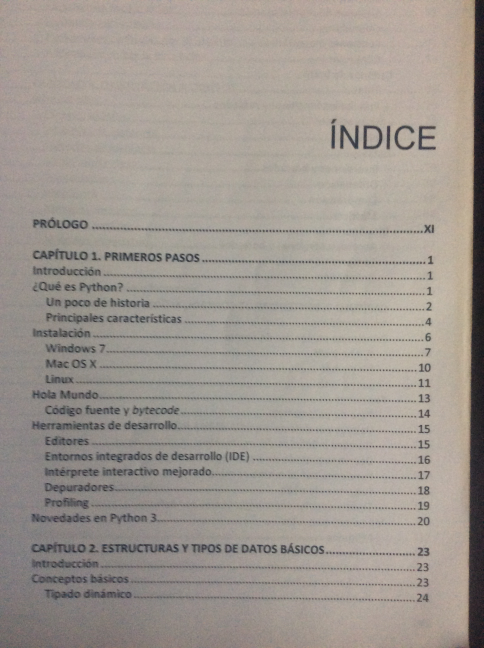 ÍNDICE
PRÓLOGO ........ XI
CAPÍTULO 1. PRIMEROS PASOS ........ 1
Introducción ........ 1
¿Qué es Python? ........ 1
Un poco de historia ........ 2
Principales características ........ 4
Instalación ........ 6
Windows 7 ........ 7
Mac OS X ........ 10
Linux ........ 11
Hola Mundo ........ 13
Código fuente y bytecode ........ 14
Herramientas de desarrollo ........ 15
Editores ........ 15
Entornos integrados de desarrollo (IDE) ........ 16
Intérprete interactivo mejorado ........ 17
Depuradores ........ 18
Profiling ........ 19
Novedades en Python 3 ........ 20
CAPÍTULO 2. ESTRUCTURAS Y TIPOS DE DATOS BÁSICOS ........ 23
Introducción ........ 23
Conceptos básicos ........ 23
Tipado dinámico ........ 24